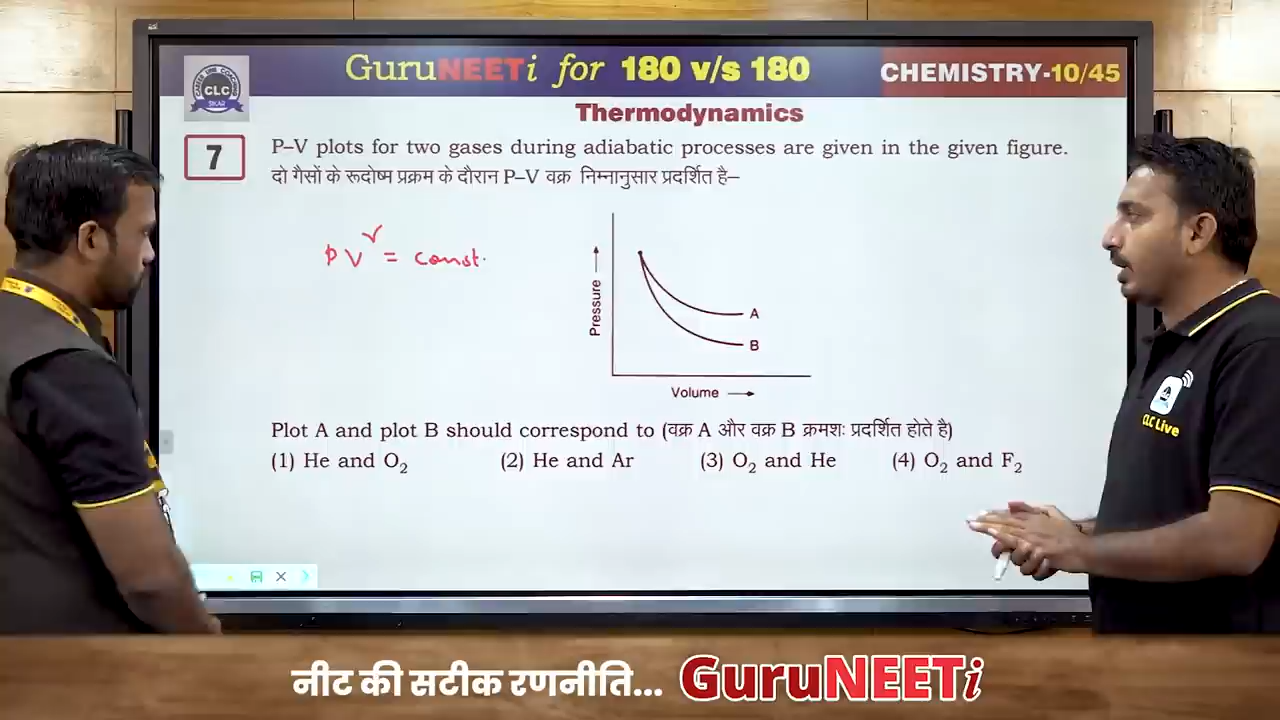 GuruNEETi for 180 v/s 180
CHEMISTRY-10/45
CLC
SIKAR
Thermodynamics
7
P–V plots for two gases during adiabatic processes are given in the given figure.
दो गैसों के रूदोष्म प्रक्रम के दौरान P–V वक्र निम्नानुसार प्रदर्शित है–
PV^γ = const.
Pressure
A
B
Volume
Plot A and plot B should correspond to (वक्र A और वक्र B क्रमशः प्रदर्शित होते है)
(1) He and O₂ (2) He and Ar (3) O₂ and He (4) O₂ and F₂
CLC Live
नीट की सटीक रणनीति... GuruNEETi